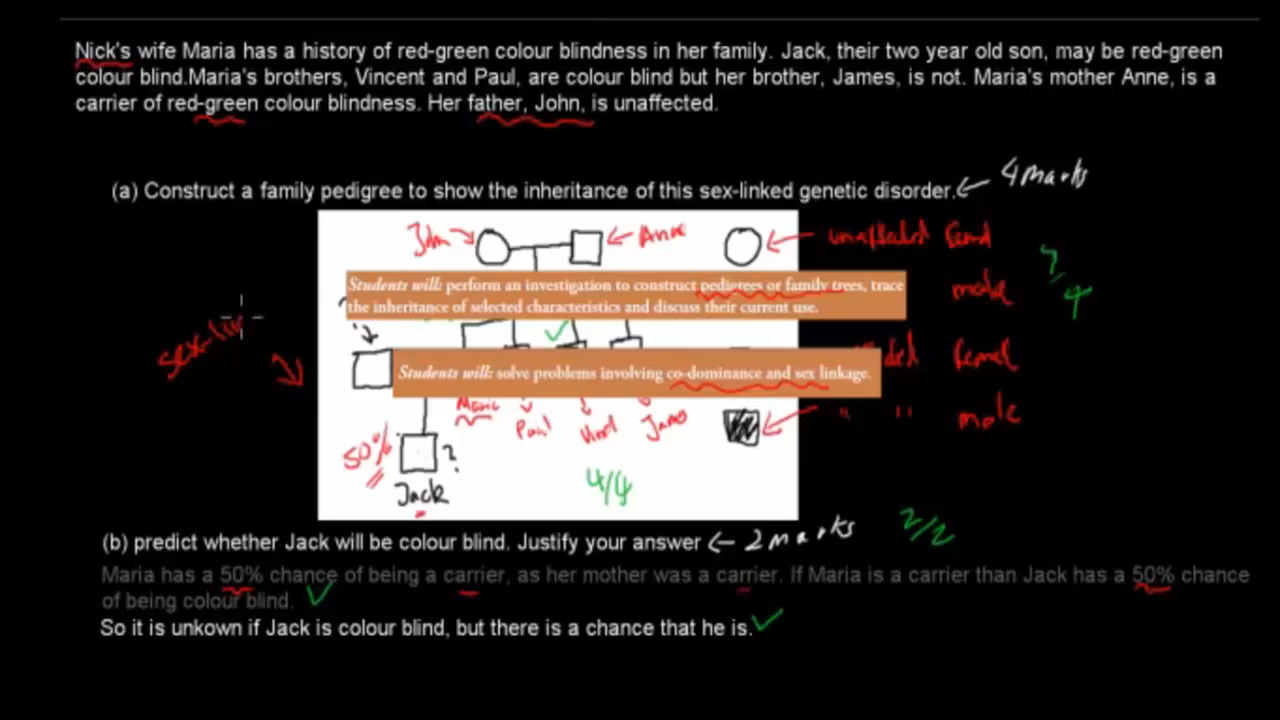 Nick's wife Maria has a history of red-green colour blindness in her family. Jack, their two year old son, may be red-green
colour blind.Maria's brothers, Vincent and Paul, are colour blind but her brother, James, is not. Maria's mother Anne, is a
carrier of red-green colour blindness. Her father, John, is unaffected.
(a) Construct a family pedigree to show the inheritance of this sex-linked genetic disorder. 4 marks
John Anne unaffected femal
Students will: perform an investigation to construct pedigrees or family trees, trace
the inheritance of selected characteristics and discuss their current use.
male
?/4
sex-lin
femal
Students will: solve problems involving co-dominance and sex linkage.
Maria Paul James
" " male
50% ?
Jack
4/4
(b) predict whether Jack will be colour blind. Justify your answer 2 marks 2/2
Maria has a 50% chance of being a carrier, as her mother was a carrier. If Maria is a carrier than Jack has a 50% chance
of being colour blind.
So it is unkown if Jack is colour blind, but there is a chance that he is.